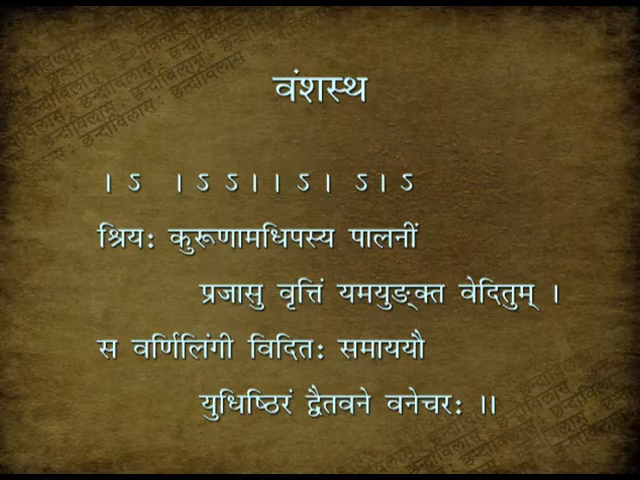 वंशस्थ
। ऽ । ऽ ऽ । । ऽ । ऽ । ऽ
श्रियः कुरूणामधिपस्य पालनीं
प्रजासु वृत्तिं यमयुङ्क्त वेदितुम् ।
स वर्णिलिंगी विदितः समाययौ
युधिष्ठिरं द्वैतवने वनेचरः ।।